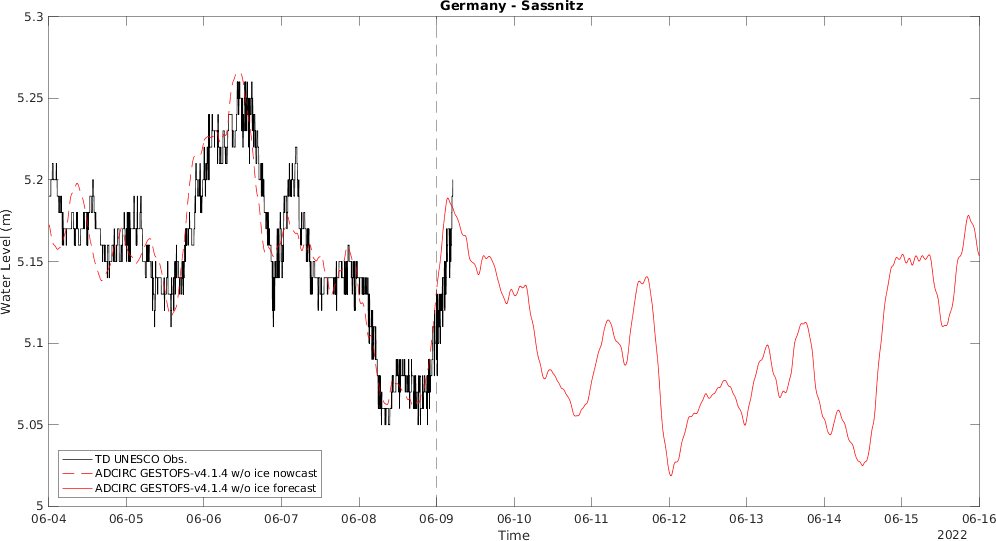 Germany - Sassnitz
5.3
5.25
5.2
5.15
5.1
5.05
5
Water Level (m)
TD UNESCO Obs.
ADCIRC GESTOFS-v4.1.4 w/o ice nowcast
ADCIRC GESTOFS-v4.1.4 w/o ice forecast
06-04 06-05 06-06 06-07 06-08 06-09 06-10 06-11 06-12 06-13 06-14 06-15 06-16
Time
2022